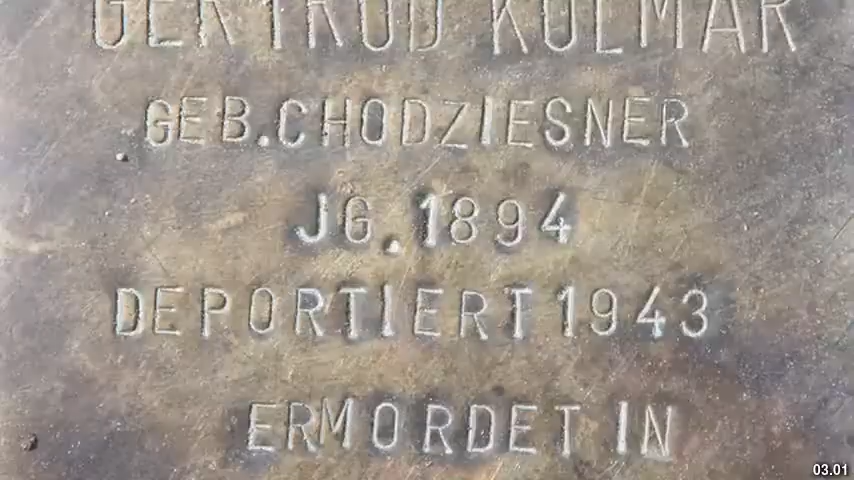 GERTRUD KOLMAR
GEB.CHODZIESNER
JG.1894
DEPORTIERT 1943
ERMORDET IN
03.01